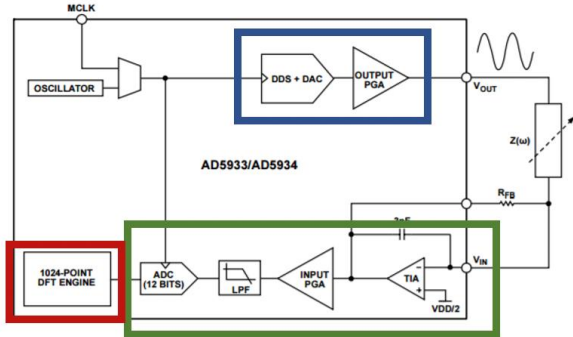 MCLK
OSCILLATOR
DDS + DAC
OUTPUT
PGA
VOUT
Z(ω)
AD5933/AD5934
RFB
1024-POINT
DFT ENGINE
ADC
(12 BITS)
LPF
INPUT
PGA
TIA
−
+
VIN
VDD/2